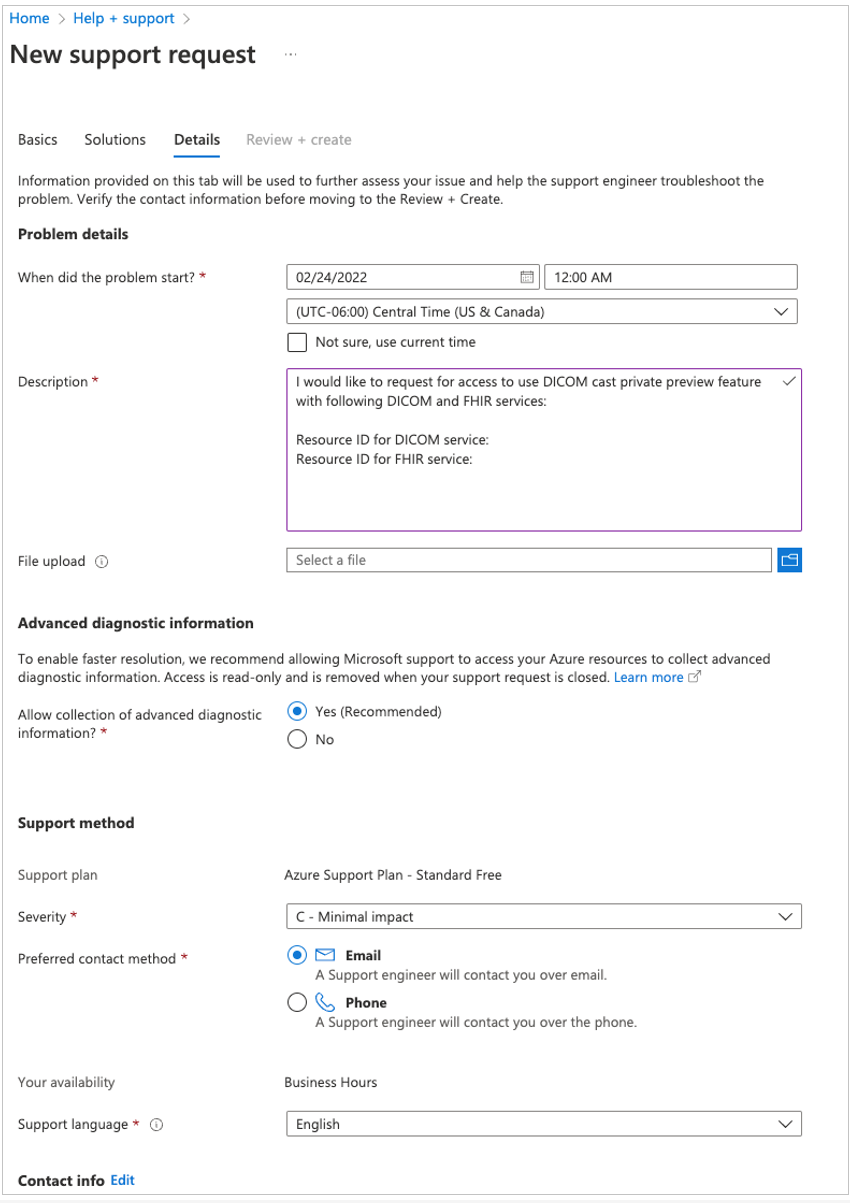 Home > Help + support >
New support request ...
Basics Solutions Details Review + create
Information provided on this tab will be used to further assess your issue and help the support engineer troubleshoot the
problem. Verify the contact information before moving to the Review + Create.
Problem details
When did the problem start? * 02/24/2022 12:00 AM
(UTC-06:00) Central Time (US & Canada)
Not sure, use current time
Description * I would like to request for access to use DICOM cast private preview feature
with following DICOM and FHIR services:
Resource ID for DICOM service:
Resource ID for FHIR service:
File upload Select a file
Advanced diagnostic information
To enable faster resolution, we recommend allowing Microsoft support to access your Azure resources to collect advanced
diagnostic information. Access is read-only and is removed when your support request is closed. Learn more
Allow collection of advanced diagnostic Yes (Recommended)
information? *
No
Support method
Support plan Azure Support Plan - Standard Free
Severity * C - Minimal impact
Preferred contact method * Email
A Support engineer will contact you over email.
Phone
A Support engineer will contact you over the phone.
Your availability Business Hours
Support language * English
Contact info Edit